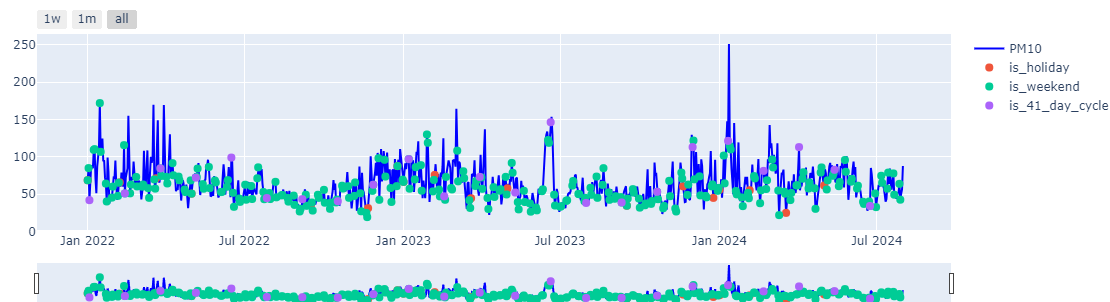 1w 1m all
250
200
150
100
50
0
Jan 2022 Jul 2022 Jan 2023 Jul 2023 Jan 2024 Jul 2024
PM10
is_holiday
is_weekend
is_41_day_cycle